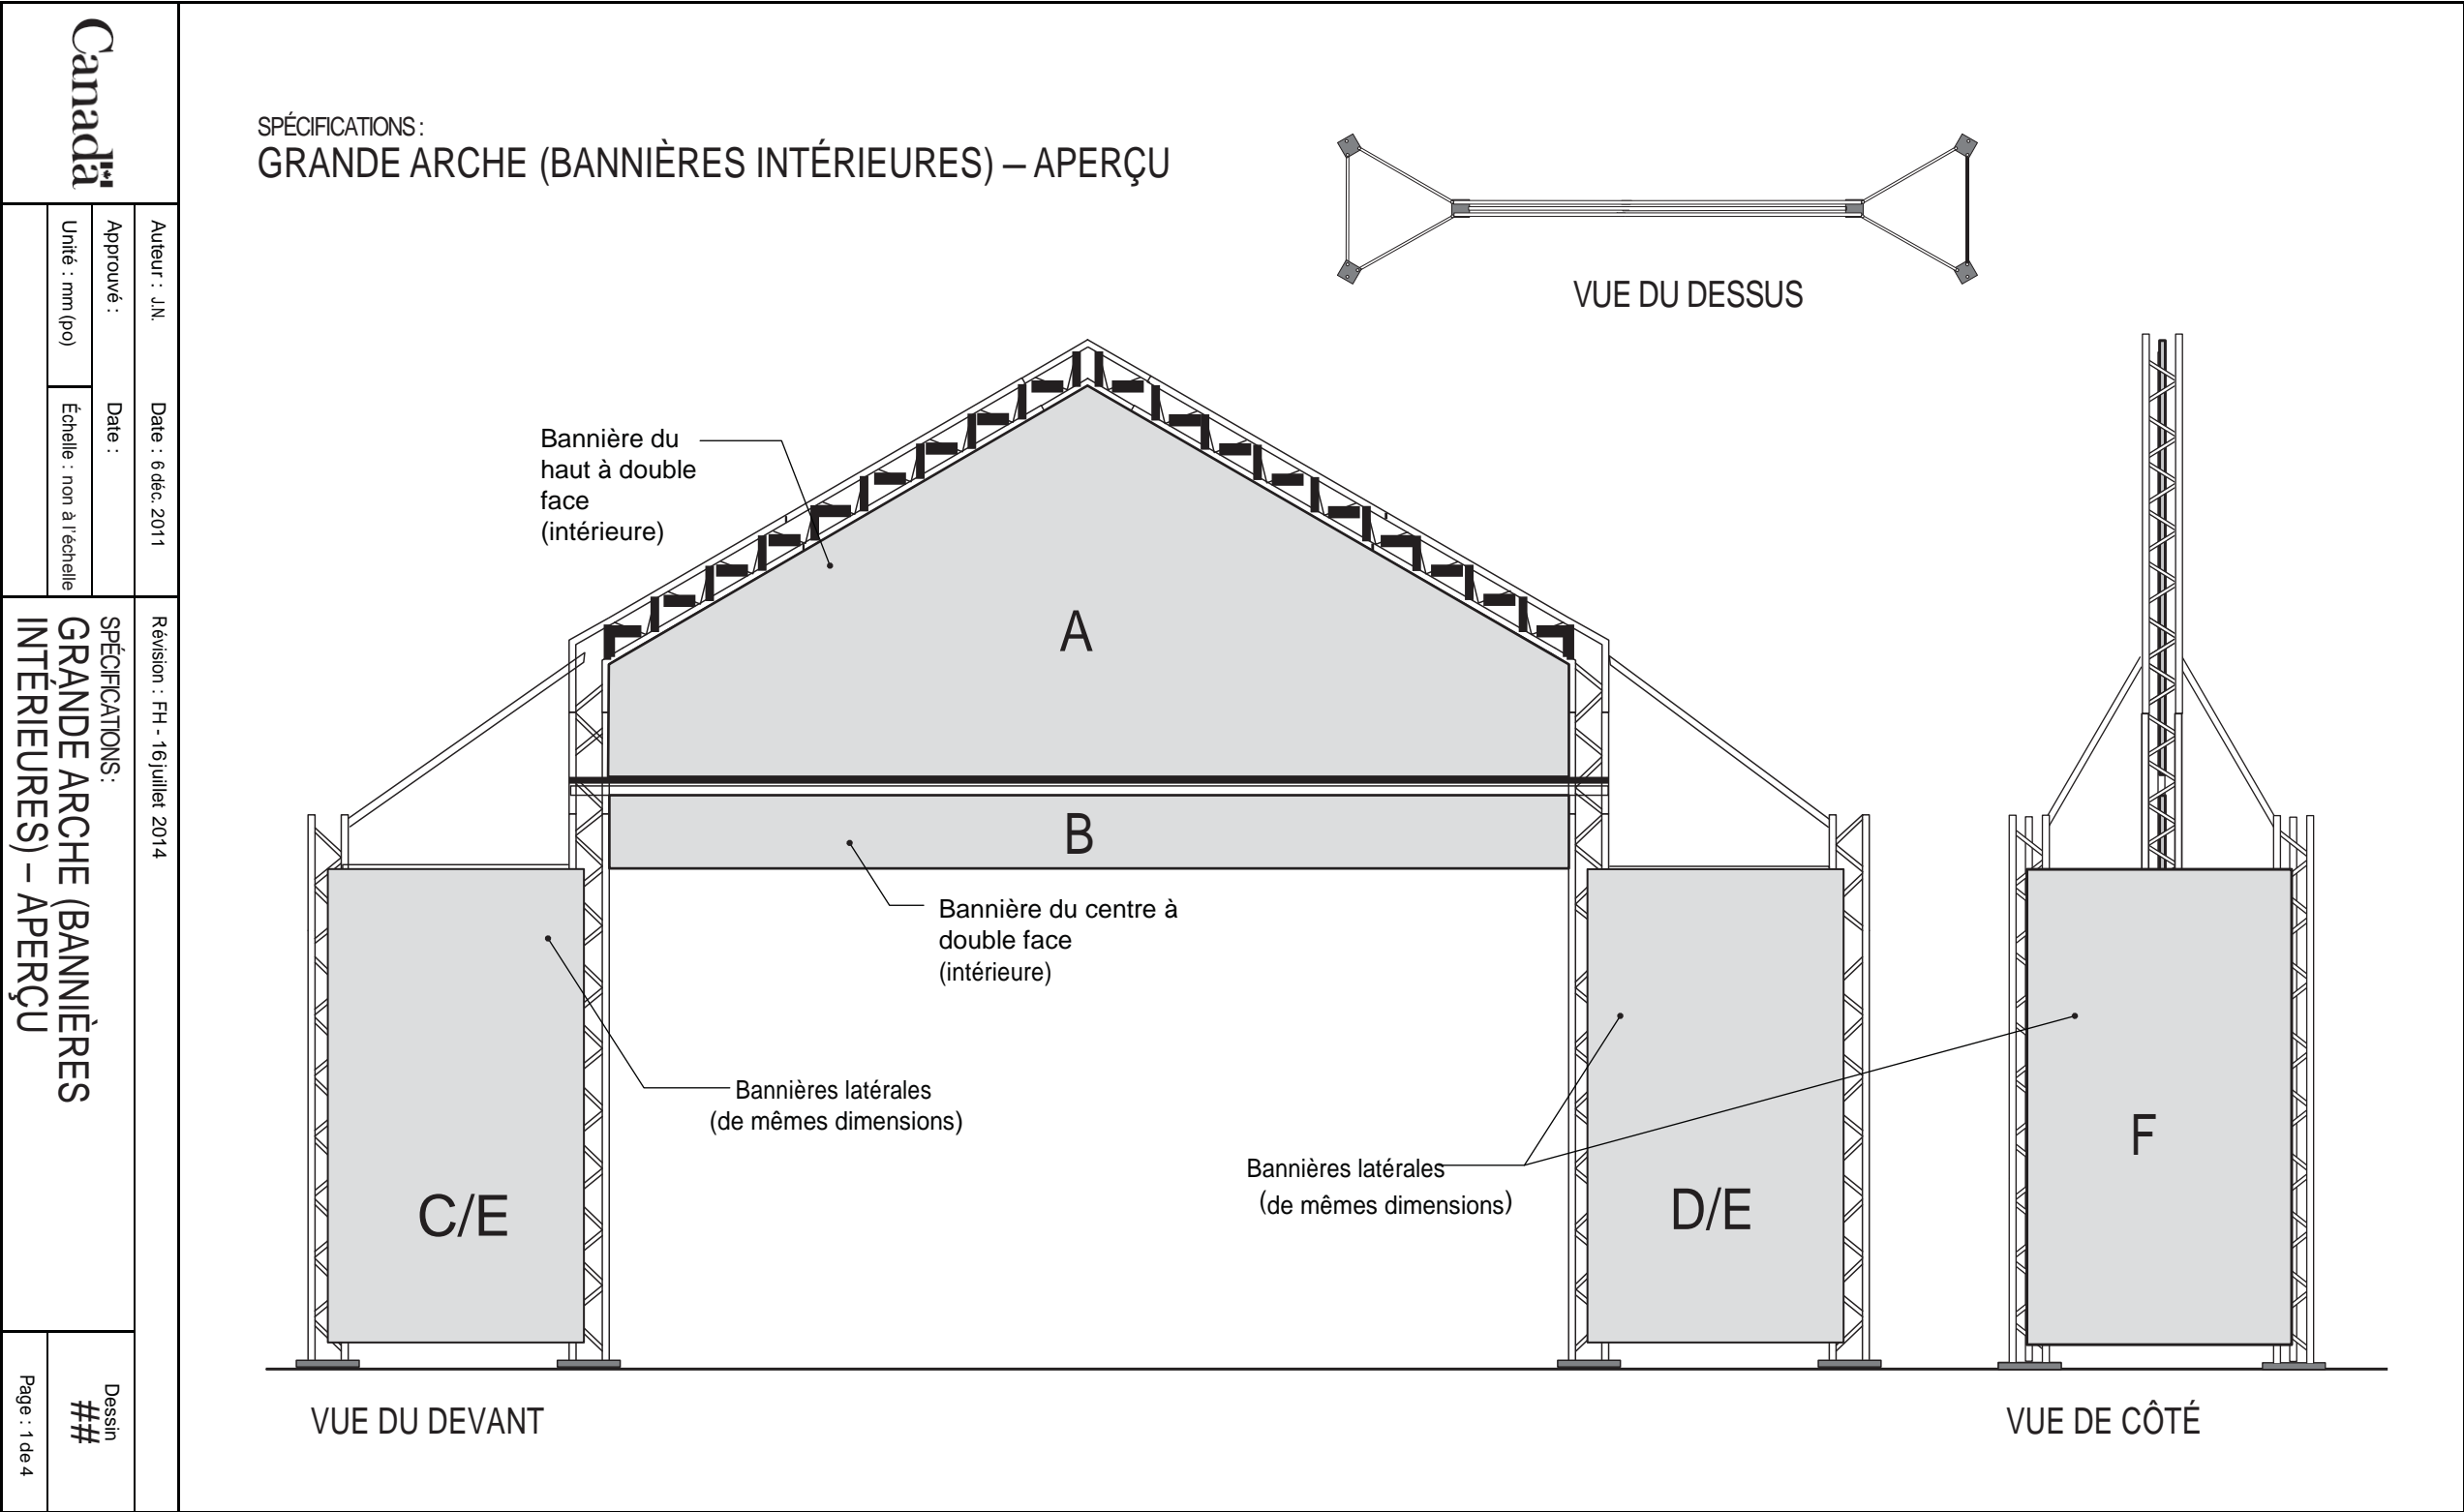 SPÉCIFICATIONS :
GRANDE ARCHE (BANNIÈRES INTÉRIEURES) – APERÇU
VUE DU DESSUS
Bannière du
haut à double
face
(intérieure)
A
B
Bannière du centre à
double face
(intérieure)
Bannières latérales
(de mêmes dimensions)
Bannières latérales
(de mêmes dimensions)
C/E
D/E
F
VUE DU DEVANT
VUE DE CÔTÉ
Canada
Auteur : J.N.
Date : 6 déc. 2011
Approuvé :
Date :
Unité : mm (po)
Échelle : non à l'échelle
Révision : FH - 16 juillet 2014
SPÉCIFICATIONS :
GRANDE ARCHE (BANNIÈRES
INTÉRIEURES) – APERÇU
Dessin
##
Page : 1 de 4